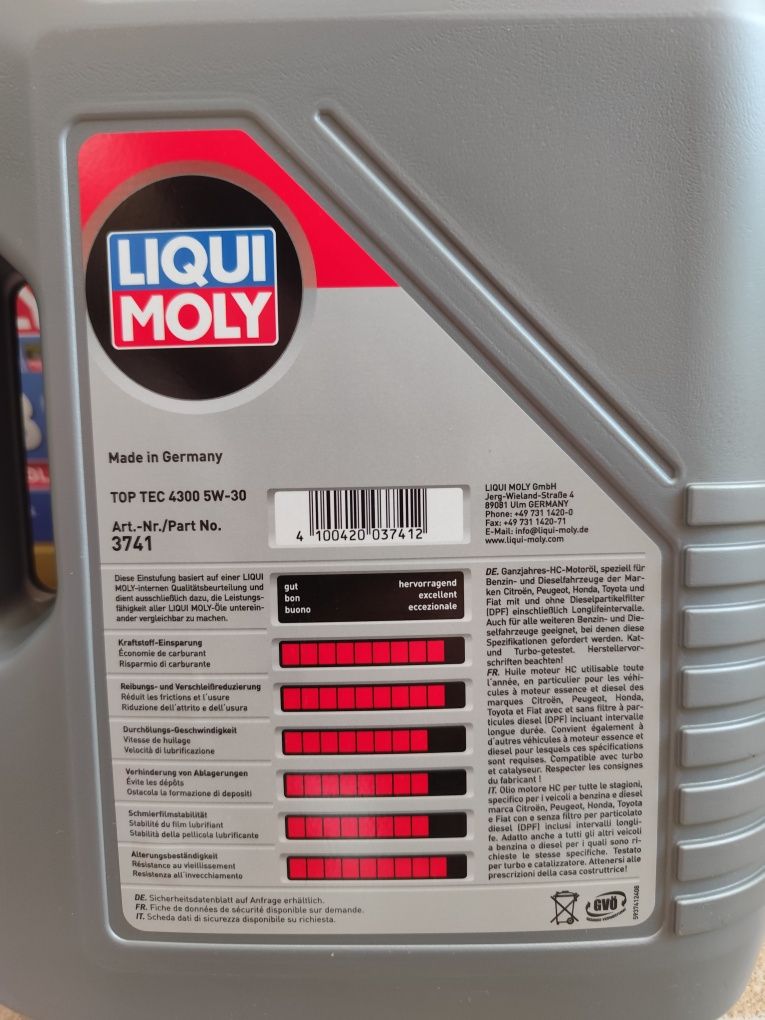 LIQUI
MOLY
Made in Germany
TOP TEC 4300 5W-30
Art.-Nr./Part No.
3741
4 100420 037412
LIQUI MOLY GmbH
Jerg-Wieland-Straße 4
89081 Ulm GERMANY
Phone: +49 731 1420-0
Fax: +49 731 1420-71
E-Mail: info@liqui-moly.de
www.liqui-moly.com
Diese Einstufung basiert auf einer LIQUI
MOLY-internen Qualitätsbeurteilung und
dient ausschließlich dazu, die Leistungs-
fähigkeit aller LIQUI MOLY-Öle unterein-
ander vergleichbar zu machen.
gut hervorragend
bon excellent
buono eccezionale
Kraftstoff-Einsparung
Économie de carburant
Risparmio di carburante
Reibungs- und Verschleißreduzierung
Réduit les frictions et l'usure
Riduzione dell'attrito e dell'usura
Durchölungs-Geschwindigkeit
Vitesse de huilage
Velocità di lubrificazione
Verhinderung von Ablagerungen
Évite les dépôts
Ostacola la formazione di depositi
Schmierfilmstabilität
Stabilité du film lubrifiant
Stabilità della pellicola lubrificante
Alterungsbeständigkeit
Résistance au vieillissement
Resistenza all'invecchiamento
DE. Ganzjahres-HC-Motoröl, speziell für
Benzin- und Dieselfahrzeuge der Mar-
ken Citroën, Peugeot, Honda, Toyota und
Fiat mit und ohne Dieselpartikelfilter
(DPF) einschließlich Longlifeintervalle.
Auch für alle weiteren Benzin- und Die-
selfahrzeuge geeignet, bei denen diese
Spezifikationen gefordert werden. Kat-
und Turbo-getestet. Herstellervor-
schriften beachten!
FR. Huile moteur HC utilisable toute
l'année, en particulier pour les véhi-
cules à moteur essence et diesel des
marques Citroën, Peugeot, Honda,
Toyota et Fiat avec et sans filtre à par-
ticules diesel (DPF) incluant intervalle
longue durée. Convient également à
d'autres véhicules à moteur essence et
diesel pour lesquels ces spécifications
sont requises. Compatible avec turbo
et catalyseur. Respecter les consignes
du fabricant !
IT. Olio motore HC per tutte le stagioni,
specifico per i veicoli a benzina e diesel
marca Citroën, Peugeot, Honda, Toyota
e Fiat con e senza filtro per particolato
diesel (DPF) inclusi intervalli longli-
fe. Adatto anche a tutti gli altri veicoli
a benzina o diesel per i quali sono ri-
chieste le stesse specifiche. Testato
per turbo e catalizzatore. Attenersi alle
prescrizioni della casa costruttrice!
DE. Sicherheitsdatenblatt auf Anfrage erhältlich.
FR. Fiche de données de sécurité disponible sur demande.
IT. Scheda dati di sicurezza disponibile su richiesta.
GVÖ
5937412408